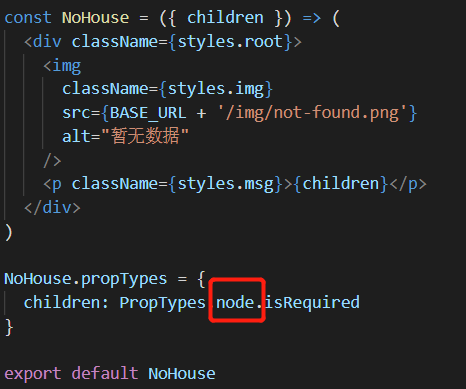 const NoHouse = ({ children }) => (
<div className={styles.root}>
<img
className={styles.img}
src={BASE_URL + '/img/not-found.png'}
alt="暂无数据"
/>
<p className={styles.msg}>{children}</p>
</div>
)
NoHouse.propTypes = {
children: PropTypes.node.isRequired
}
export default NoHouse